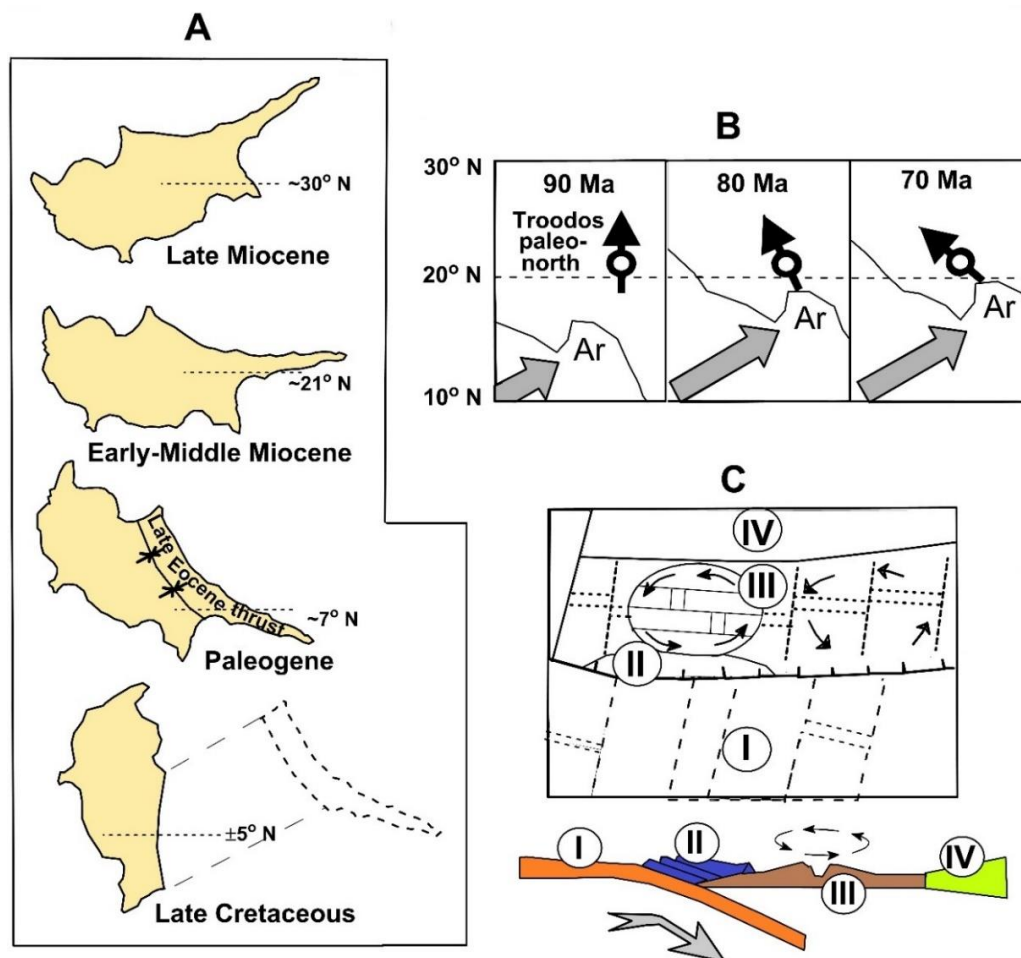 A
~30° N
Late Miocene
~21° N
Early-Middle Miocene
Late Eocene thrust
~7° N
Paleogene
±5° N
Late Cretaceous
B
30° N
20° N
10° N
90 Ma
80 Ma
70 Ma
Troodos
paleo-
north
Ar
Ar
Ar
C
IV
III
II
I
I
II
III
IV